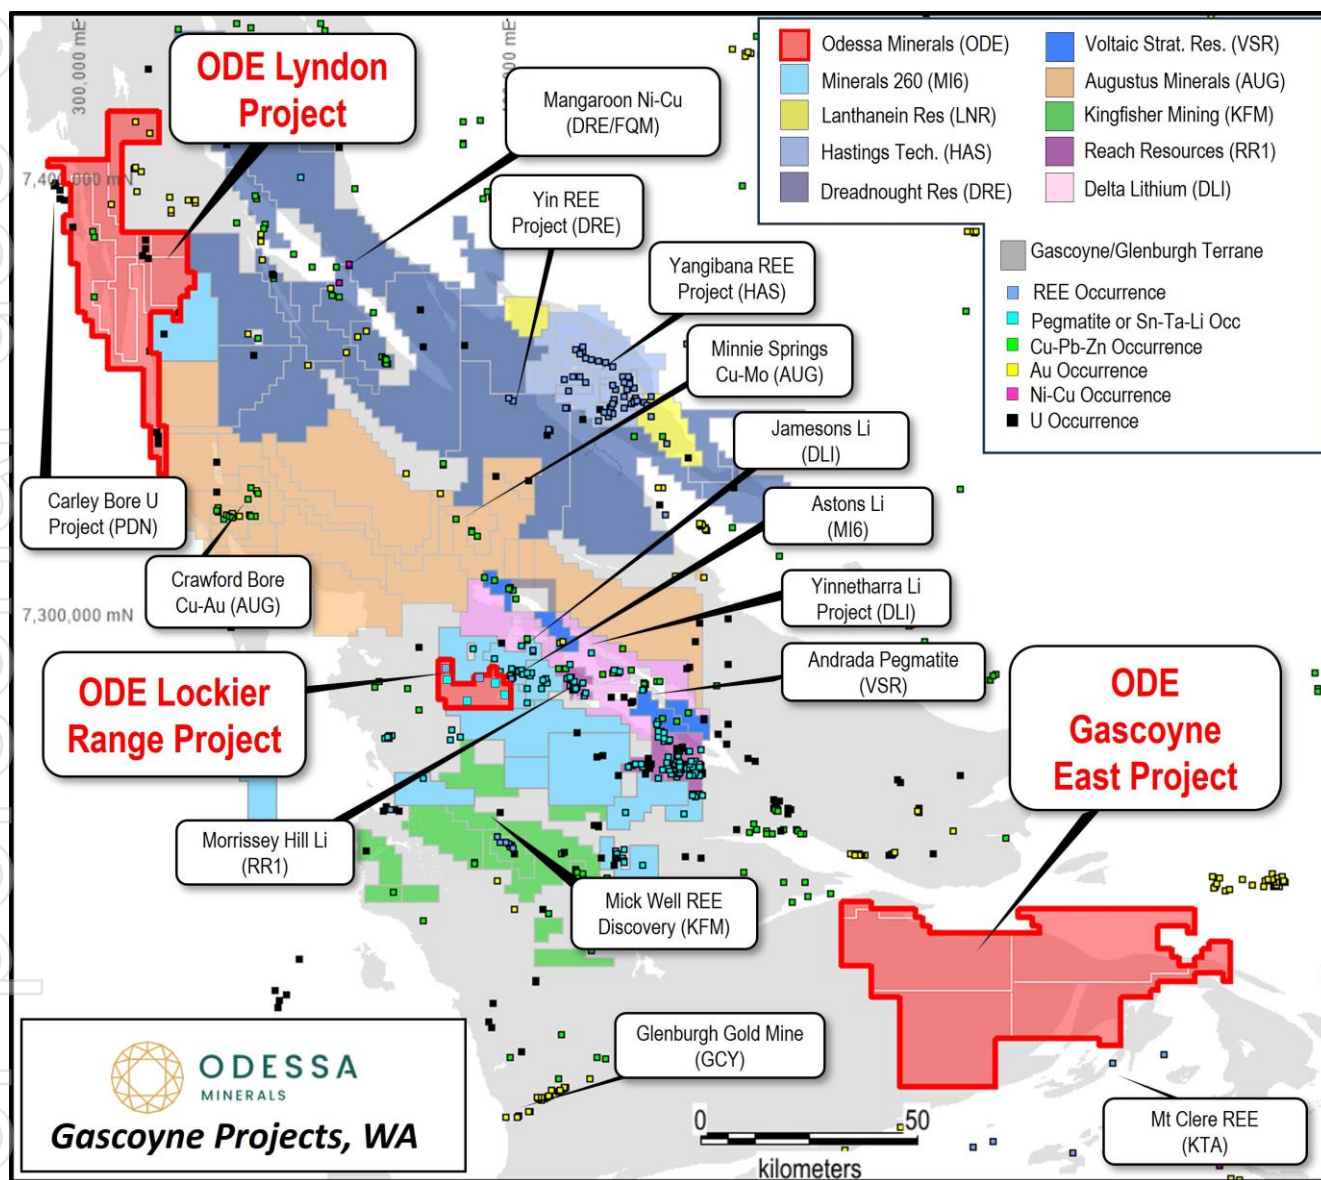 300,000 mE
mE
7,400,000 mN
7,300,000 mN
ODE Lyndon
Project
Mangaroon Ni-Cu
(DRE/FQM)
Yin REE
Project (DRE)
Yangibana REE
Project (HAS)
Minnie Springs
Cu-Mo (AUG)
Jamesons Li
(DLI)
Astons Li
(MI6)
Yinnetharra Li
Project (DLI)
Andrada Pegmatite
(VSR)
Carley Bore U
Project (PDN)
Crawford Bore
Cu-Au (AUG)
ODE Lockier
Range Project
ODE
Gascoyne
East Project
Morrissey Hill Li
(RR1)
Mick Well REE
Discovery (KFM)
Glenburgh Gold Mine
(GCY)
Mt Clere REE
(KTA)
Odessa Minerals (ODE)
Minerals 260 (MI6)
Lanthanein Res (LNR)
Hastings Tech. (HAS)
Dreadnought Res (DRE)
Voltaic Strat. Res. (VSR)
Augustus Minerals (AUG)
Kingfisher Mining (KFM)
Reach Resources (RR1)
Delta Lithium (DLI)
Gascoyne/Glenburgh Terrane
REE Occurrence
Pegmatite or Sn-Ta-Li Occ
Cu-Pb-Zn Occurrence
Au Occurrence
Ni-Cu Occurrence
U Occurrence
ODESSA
MINERALS
Gascoyne Projects, WA
0 50
kilometers